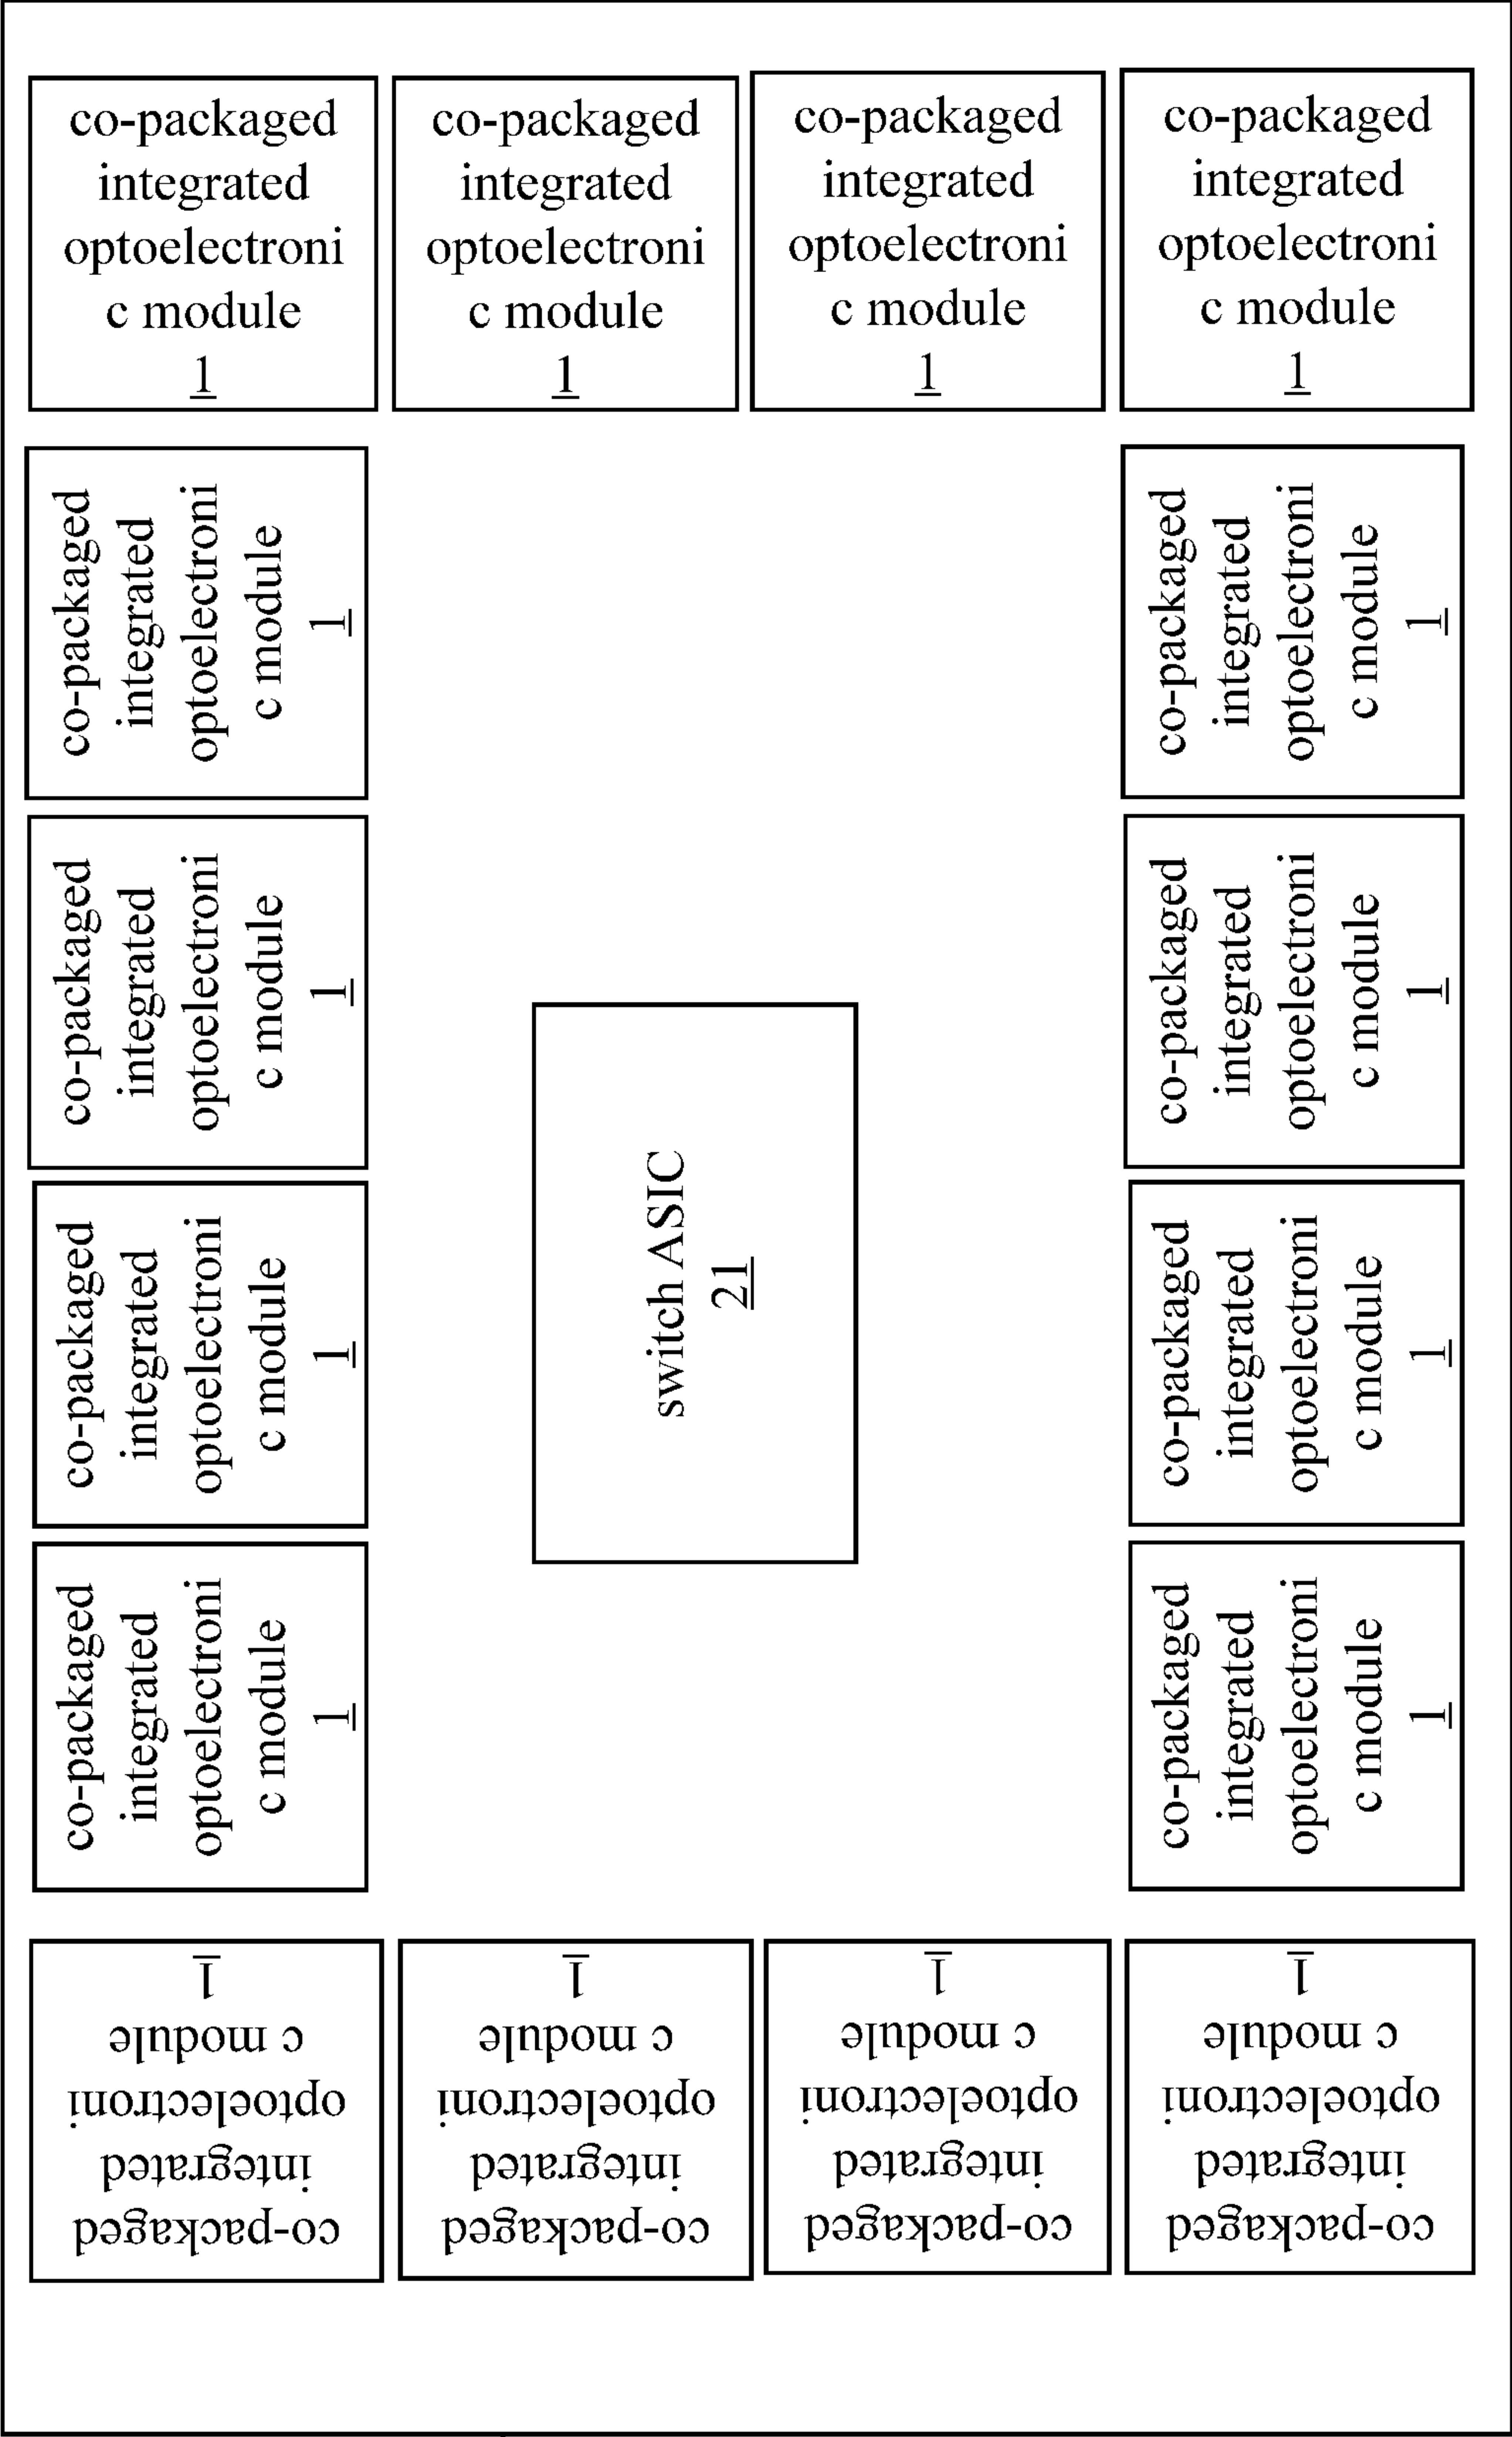 co-packaged
integrated
optoelectroni
c module
1
co-packaged
integrated
optoelectroni
c module
1
co-packaged
integrated
optoelectroni
c module
1
co-packaged
integrated
optoelectroni
c module
1
co-packaged
integrated
optoelectroni
c module
1
co-packaged
integrated
optoelectroni
c module
1
co-packaged
integrated
optoelectroni
c module
1
co-packaged
integrated
optoelectroni
c module
1
switch ASIC
21
co-packaged
integrated
optoelectroni
c module
1
co-packaged
integrated
optoelectroni
c module
1
co-packaged
integrated
optoelectroni
c module
1
co-packaged
integrated
optoelectroni
c module
1
co-packaged
integrated
optoelectroni
c module
1
co-packaged
integrated
optoelectroni
c module
1
co-packaged
integrated
optoelectroni
c module
1
co-packaged
integrated
optoelectroni
c module
1